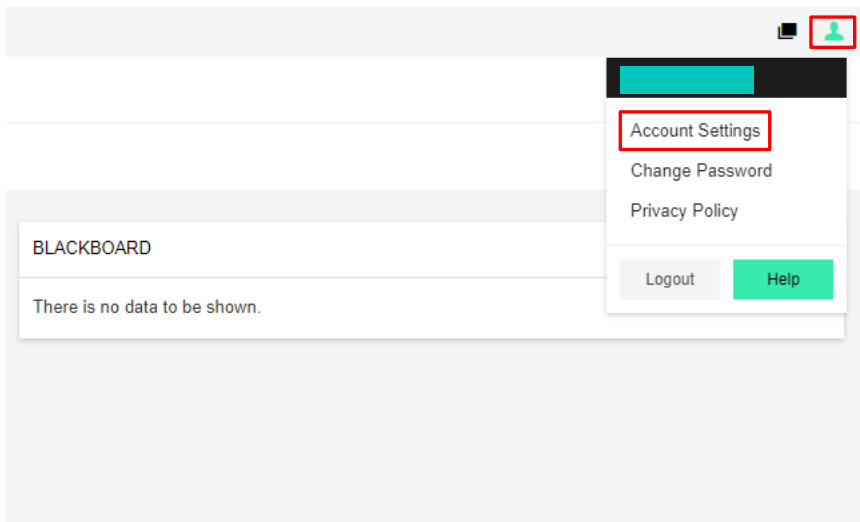 Account Settings
Change Password
Privacy Policy
Logout Help
BLACKBOARD
There is no data to be shown.